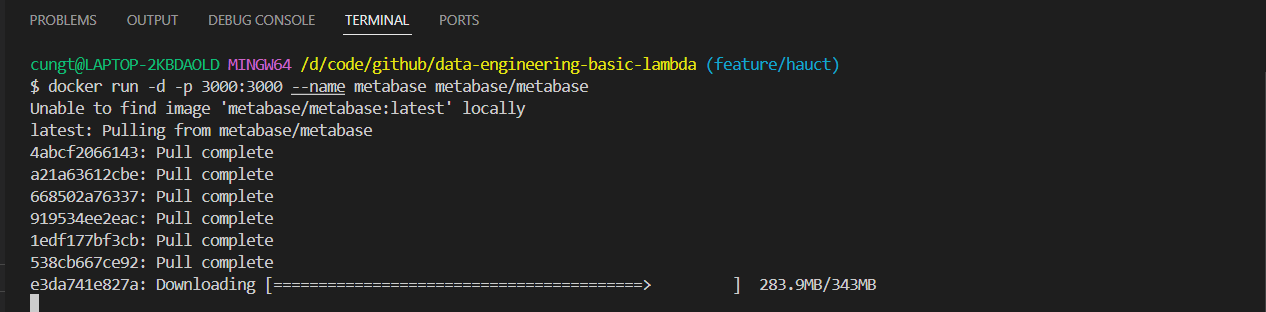 PROBLEMS OUTPUT DEBUG CONSOLE TERMINAL PORTS
cungt@LAPTOP-2KBDAOLD MINGW64 /d/code/github/data-engineering-basic-lambda (feature/hauct)
$ docker run -d -p 3000:3000 --name metabase metabase/metabase
Unable to find image 'metabase/metabase:latest' locally
latest: Pulling from metabase/metabase
4abcf2066143: Pull complete
a21a63612cbe: Pull complete
668502a76337: Pull complete
919534ee2eac: Pull complete
1edf177bf3cb: Pull complete
538cb667ce92: Pull complete
e3da741e827a: Downloading [=========================================>         ]  283.9MB/343MB